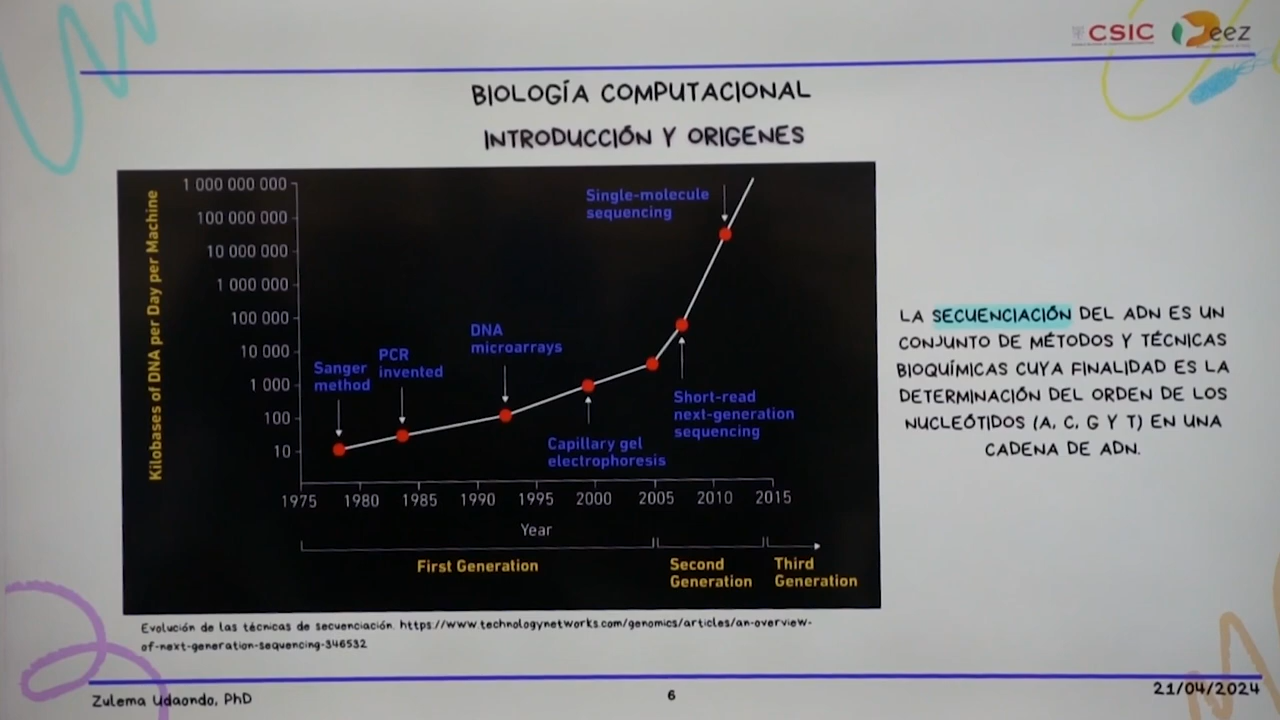 CSIC
eez
BIOLOGÍA COMPUTACIONAL
INTRODUCCIÓN Y ORIGENES
Kilobases of DNA per Day per Machine
1 000 000 000
100 000 000
10 000 000
1 000 000
100 000
10 000
1 000
100
10
Sanger
method
PCR
invented
DNA
microarrays
Capillary gel
electrophoresis
Single-molecule
sequencing
Short-read
next-generation
sequencing
1975 1980 1985 1990 1995 2000 2005 2010 2015
Year
First Generation
Second
Generation
Third
Generation
LA SECUENCIACIÓN DEL ADN ES UN
CONJUNTO DE MÉTODOS Y TÉCNICAS
BIOQUÍMICAS CUYA FINALIDAD ES LA
DETERMINACIÓN DEL ORDEN DE LOS
NUCLEÓTIDOS (A, C, G Y T) EN UNA
CADENA DE ADN.
Evolución de las técnicas de secuenciación. https://www.technologynetworks.com/genomics/articles/an-overview-
of-next-generation-sequencing-346532
Zulema Udaondo, PhD
6
21/04/2024